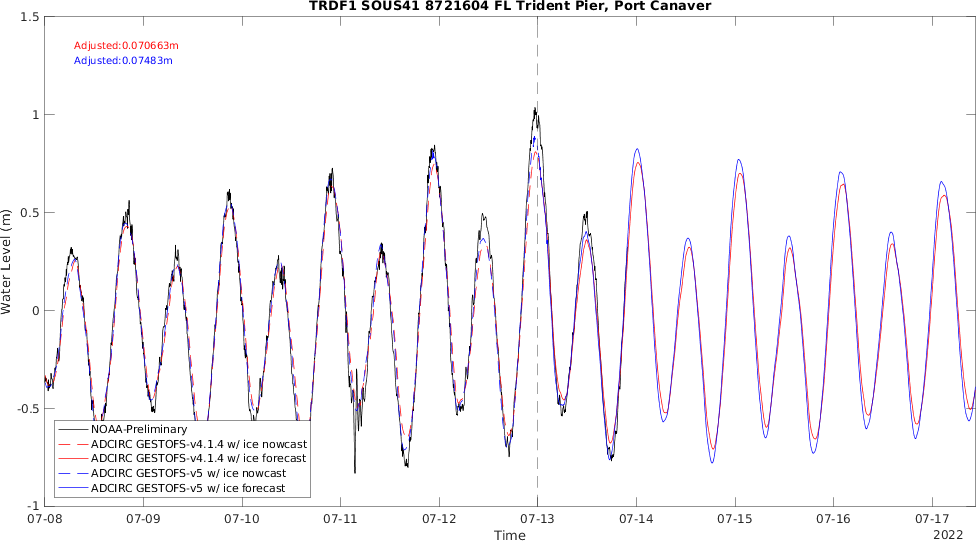 TRDF1 SOUS41 8721604 FL Trident Pier, Port Canaver
Adjusted:0.070663m
Adjusted:0.07483m
1.5
1
0.5
0
-0.5
-1
Water Level (m)
NOAA-Preliminary
ADCIRC GESTOFS-v4.1.4 w/ ice nowcast
ADCIRC GESTOFS-v4.1.4 w/ ice forecast
ADCIRC GESTOFS-v5 w/ ice nowcast
ADCIRC GESTOFS-v5 w/ ice forecast
07-08 07-09 07-10 07-11 07-12 07-13 07-14 07-15 07-16 07-17
Time
2022